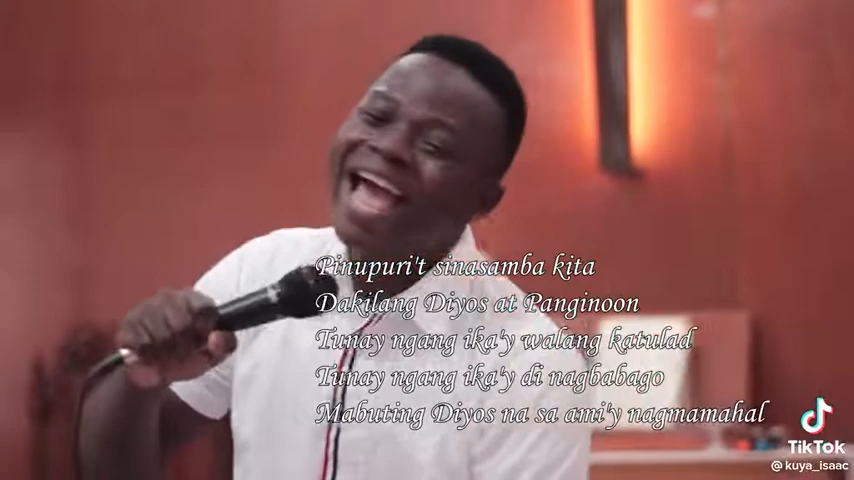 Pinupuri't sinasamba kita
Dakilang Diyos at Panginoon
Tunay ngang ika'y walang katulad
Tunay ngang ika'y di nagbabago
Mabuting Diyos na sa ami'y nagmamahal
TikTok
@kuya_isaac